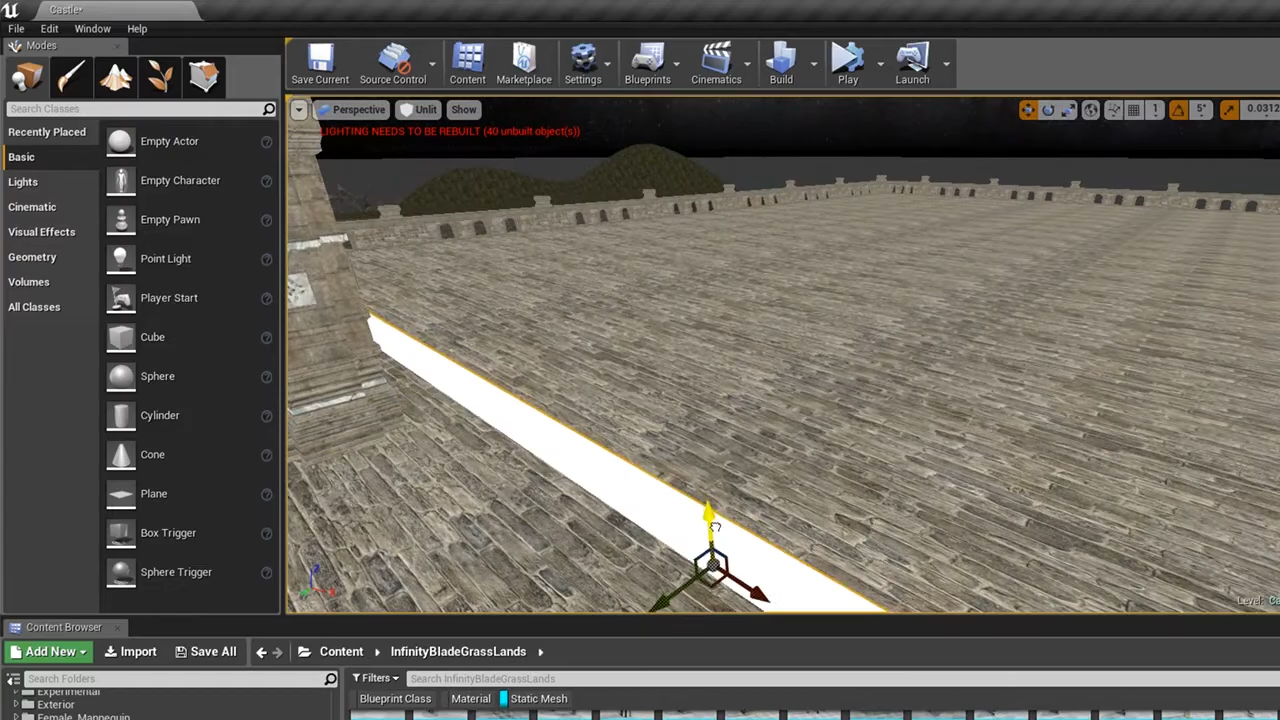 Castle*
File Edit Window Help
Modes
Save Current Source Control Content Marketplace Settings Blueprints Cinematics Build Play Launch
Search Classes
Perspective Unlit Show
1 5° 0.0312
LIGHTING NEEDS TO BE REBUILT (40 unbuilt object(s))
Recently Placed
Basic
Lights
Cinematic
Visual Effects
Geometry
Volumes
All Classes
Empty Actor
Empty Character
Empty Pawn
Point Light
Player Start
Cube
Sphere
Cylinder
Cone
Plane
Box Trigger
Sphere Trigger
Level:
Content Browser
Add New Import Save All Content InfinityBladeGrassLands
Search Folders
Filters Search InfinityBladeGrassLands
Experimental
Exterior
Female_Mannequin
Blueprint Class Material Static Mesh